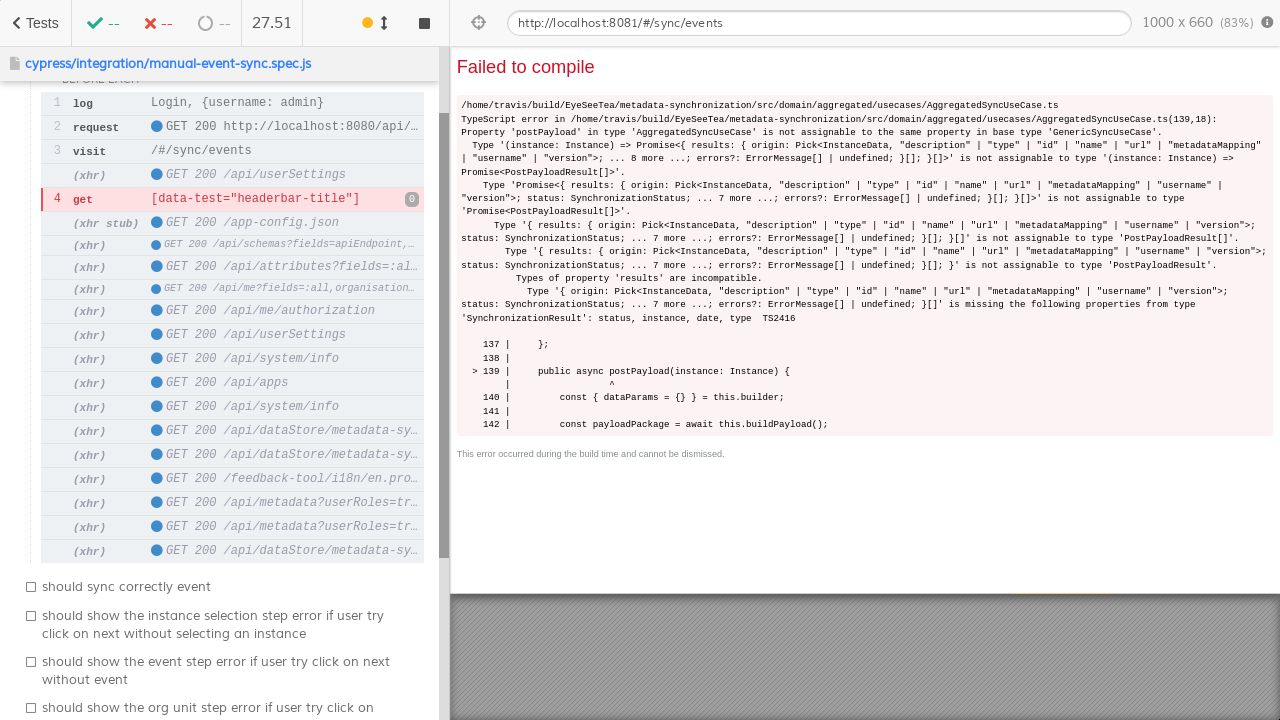 Tests
--
--
--
27.51
http://localhost:8081/#/sync/events
1000 x 660 (83%)
cypress/integration/manual-event-sync.spec.js
1 log Login, {username: admin}
2 request GET 200 http://localhost:8080/api/…
3 visit /#/sync/events
(xhr) GET 200 /api/userSettings
4 get [data-test="headerbar-title"] 0
(xhr stub) GET 200 /app-config.json
(xhr) GET 200 /api/schemas?fields=apiEndpoint,…
(xhr) GET 200 /api/attributes?fields=:al…
(xhr) GET 200 /api/me?fields=:all,organisation…
(xhr) GET 200 /api/me/authorization
(xhr) GET 200 /api/userSettings
(xhr) GET 200 /api/system/info
(xhr) GET 200 /api/apps
(xhr) GET 200 /api/system/info
(xhr) GET 200 /api/dataStore/metadata-sy…
(xhr) GET 200 /api/dataStore/metadata-sy…
(xhr) GET 200 /feedback-tool/i18n/en.pro…
(xhr) GET 200 /api/metadata?userRoles=tr…
(xhr) GET 200 /api/metadata?userRoles=tr…
(xhr) GET 200 /api/dataStore/metadata-sy…
should sync correctly event
should show the instance selection step error if user try
click on next without selecting an instance
should show the event step error if user try click on next
without event
should show the org unit step error if user try click on
Failed to compile
/home/travis/build/EyeSeeTea/metadata-synchronization/src/domain/aggregated/usecases/AggregatedSyncUseCase.ts
TypeScript error in /home/travis/build/EyeSeeTea/metadata-synchronization/src/domain/aggregated/usecases/AggregatedSyncUseCase.ts(139,18):
Property 'postPayload' in type 'AggregatedSyncUseCase' is not assignable to the same property in base type 'GenericSyncUseCase'.
Type '(instance: Instance) => Promise<{ results: { origin: Pick<InstanceData, "description" | "type" | "id" | "name" | "url" | "metadataMapping"
| "username" | "version">; ... 8 more ...; errors?: ErrorMessage[] | undefined; }[]; }[]>' is not assignable to type '(instance: Instance) =>
Promise<PostPayloadResult[]>'.
Type 'Promise<{ results: { origin: Pick<InstanceData, "description" | "type" | "id" | "name" | "url" | "metadataMapping" | "username" |
"version">; status: SynchronizationStatus; ... 7 more ...; errors?: ErrorMessage[] | undefined; }[]; }[]>' is not assignable to type
'Promise<PostPayloadResult[]>'.
Type '{ results: { origin: Pick<InstanceData, "description" | "type" | "id" | "name" | "url" | "metadataMapping" | "username" | "version">;
status: SynchronizationStatus; ... 7 more ...; errors?: ErrorMessage[] | undefined; }[]; }[]' is not assignable to type 'PostPayloadResult[]'.
Type '{ results: { origin: Pick<InstanceData, "description" | "type" | "id" | "name" | "url" | "metadataMapping" | "username" | "version">;
status: SynchronizationStatus; ... 7 more ...; errors?: ErrorMessage[] | undefined; }[]; }' is not assignable to type 'PostPayloadResult'.
Types of property 'results' are incompatible.
Type '{ origin: Pick<InstanceData, "description" | "type" | "id" | "name" | "url" | "metadataMapping" | "username" | "version">;
status: SynchronizationStatus; ... 7 more ...; errors?: ErrorMessage[] | undefined; }[]' is missing the following properties from type
'SynchronizationResult': status, instance, date, type  TS2416
137 |     };
138 |
> 139 |     public async postPayload(instance: Instance) {
|                  ^
140 |         const { dataParams = {} } = this.builder;
141 |
142 |         const payloadPackage = await this.buildPayload();
This error occurred during the build time and cannot be dismissed.